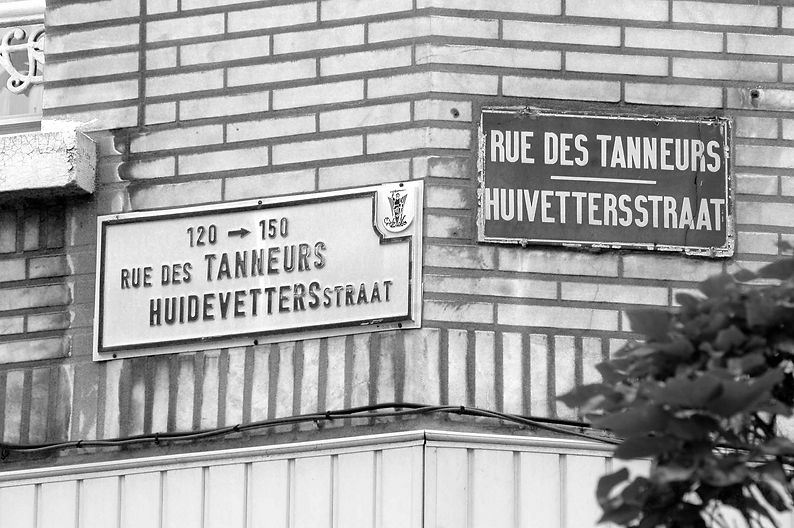 120 → 150
RUE DES TANNEURS
HUIDEVETTERSSTRAAT
RUE DES TANNEURS
HUIVETTERSSTRAAT